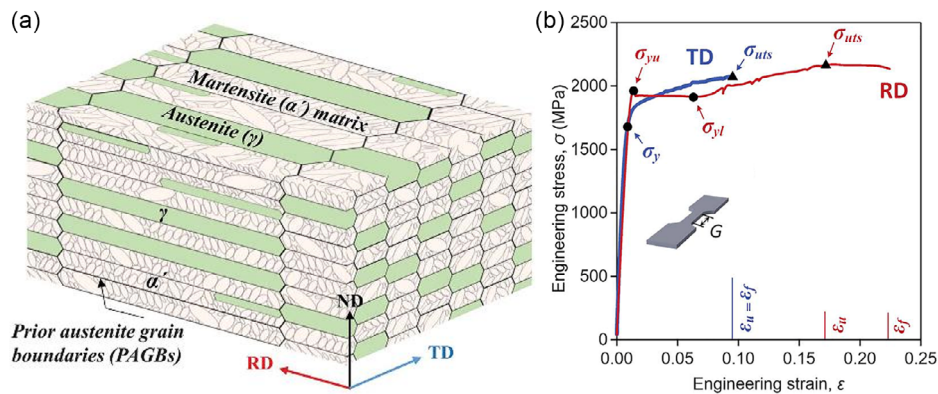 (a)
Martensite (α´) matrix
Austenite (γ)
γ
α´
ND
Prior austenite grain
boundaries (PAGBs)
RD
TD
(b)
Engineering stress, σ (MPa)
2500
2000
1500
1000
500
0
σyu
TD
σuts
σuts
RD
σyl
σy
G
εu = εf
εu
εf
0.00
0.05
0.10
0.15
0.20
0.25
Engineering strain, ε